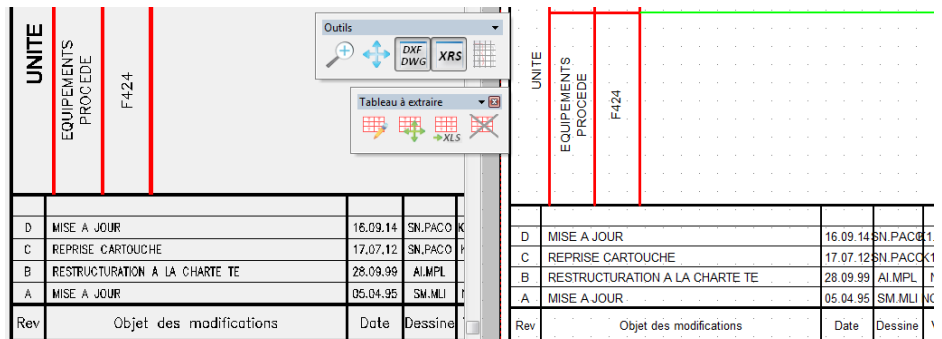 UNITE
EQUIPEMENTS
PROCEDE
F424
Outils
DXF
DWG
XRS
Tableau à extraire
XLS
D MISE A JOUR 16.09.14 SN.PACO
C REPRISE CARTOUCHE 17.07.12 SN.PACO
B RESTRUCTURATION A LA CHARTE TE 28.09.99 AI.MPL
A MISE A JOUR 05.04.95 SM.MLI
Rev Objet des modifications Date Dessine
UNITE
EQUIPEMENTS
PROCEDE
F424
D MISE A JOUR 16.09.14 SN.PACO
C REPRISE CARTOUCHE 17.07.12 SN.PACO
B RESTRUCTURATION A LA CHARTE TE 28.09.99 AI.MPL
A MISE A JOUR 05.04.95 SM.MLI
Rev Objet des modifications Date Dessine